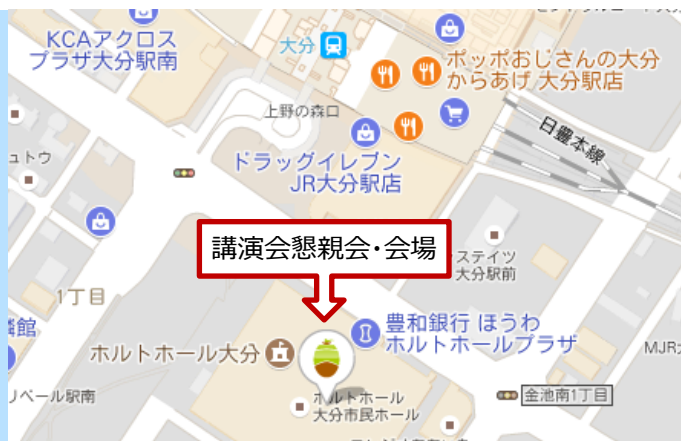 KCAアクロス
プラザ大分駅南
大分
ポッポおじさんの大分
からあげ 大分駅店
上野の森口
日豊本線
ュトウ
ドラッグイレブン
JR大分駅店
講演会懇親会・会場
ステイツ
大分駅前
1丁目
館
豊和銀行 ほうわ
ホルトホールプラザ
ホルトホール大分
MJR大
リベール駅南
ホルトホール
大分市民ホール
金池南1丁目